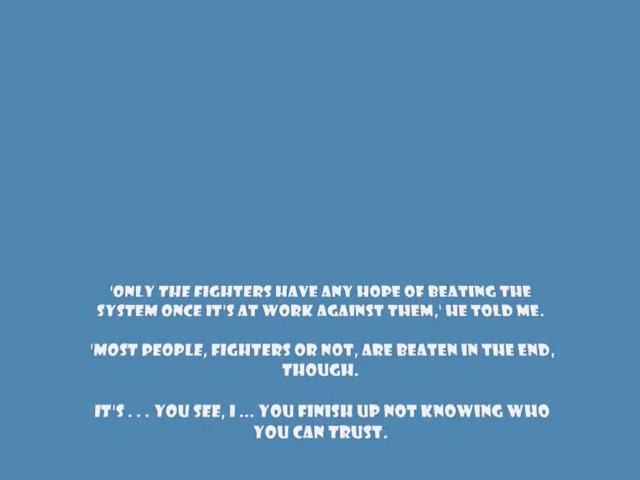 'ONLY THE FIGHTERS HAVE ANY HOPE OF BEATING THE
SYSTEM ONCE IT'S AT WORK AGAINST THEM,' HE TOLD ME.
'MOST PEOPLE, FIGHTERS OR NOT, ARE BEATEN IN THE END,
THOUGH.
IT'S . . . YOU SEE, I ... YOU FINISH UP NOT KNOWING WHO
YOU CAN TRUST.